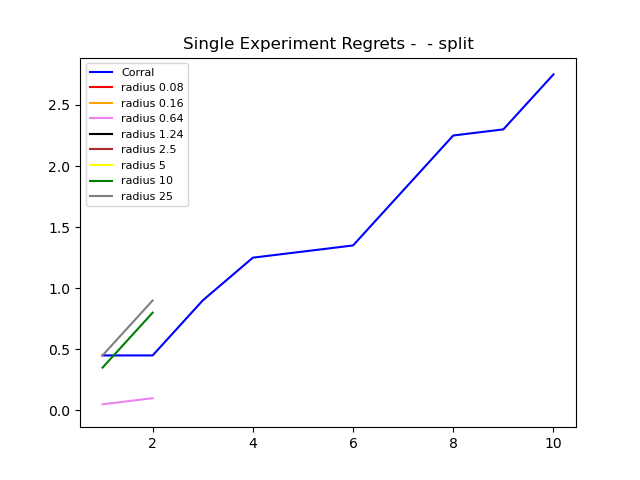 Single Experiment Regrets -  - split
Corral
radius 0.08
radius 0.16
radius 0.64
radius 1.24
radius 2.5
radius 5
radius 10
radius 25
2.5
2.0
1.5
1.0
0.5
0.0
2 4 6 8 10